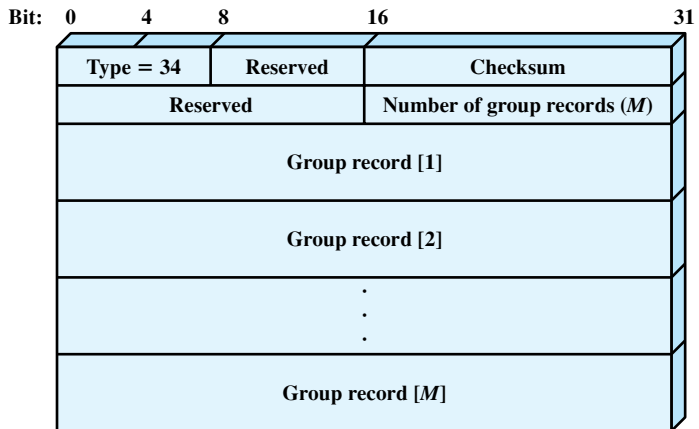 Bit: 0 4 8 16 31
Type = 34 Reserved Checksum
Reserved Number of group records (M)
Group record [1]
Group record [2]
.
.
.
Group record [M]